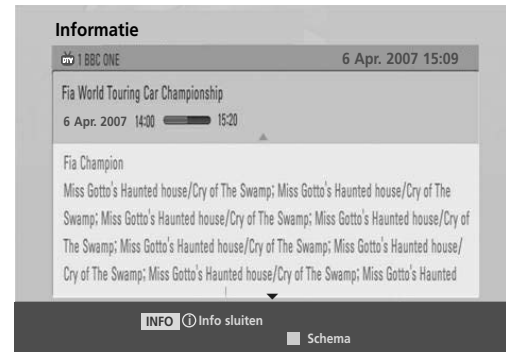 Informatie
DTV 1 BBC ONE 6 Apr. 2007 15:09
Fia World Touring Car Championship
6 Apr. 2007 14:00 15:20
Fia Champion
Miss Gotto's Haunted house/Cry of The Swamp; Miss Gotto's Haunted house/Cry of The
Swamp; Miss Gotto's Haunted house/Cry of The Swamp; Miss Gotto's Haunted house/Cry of
The Swamp; Miss Gotto's Haunted house/Cry of The Swamp; Miss Gotto's Haunted house/
Cry of The Swamp; Miss Gotto's Haunted house/Cry of The Swamp; Miss Gotto's Haunted
INFO i Info sluiten
Schema